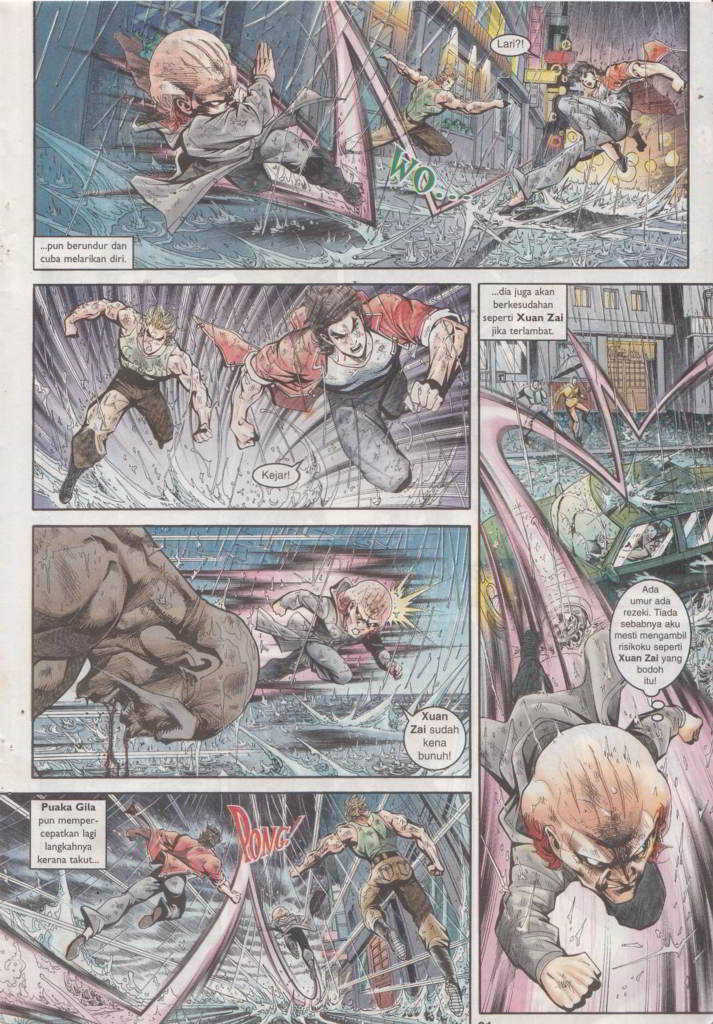 Lari?!
WO...
...pun berundur dan
cuba melarikan diri.
Kejar!
Xuan
Zai sudah
kena
bunuh!
Puaka Gila
pun memper-
cepatkan lagi
langkahnya
kerana takut...
PONG!
...dia juga akan
berkesudahan
seperti Xuan Zai
jika terlambat.
Ada
umur ada
rezeki. Tiada
sebabnya aku
mesti mengambil
risikoku seperti
Xuan Zai yang
bodoh
itu!